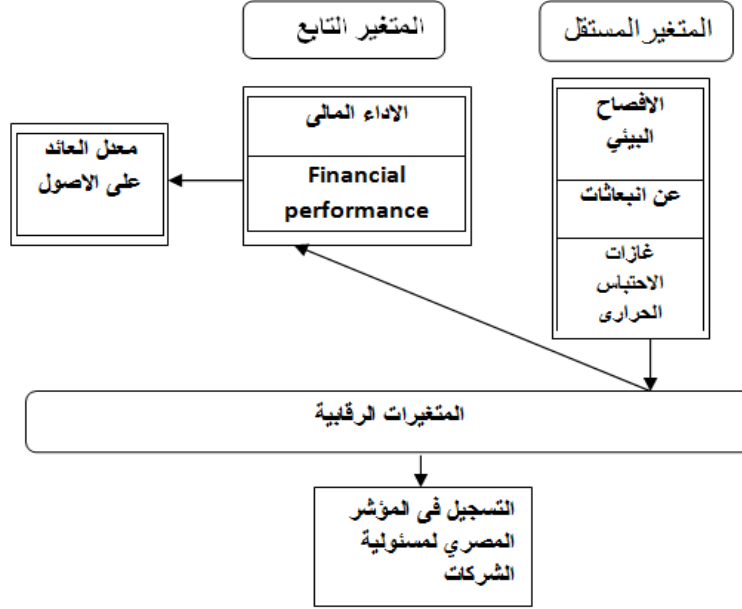 المتغير المستقل
المتغير التابع
الافصاح
البيئي
عن انبعاثات
غازات
الاحتباس
الحرارى
الاداء المالى
Financial
performance
معدل العائد
على الاصول
المتغيرات الرقابية
التسجيل فى المؤشر
المصري لمسئولية
الشركات